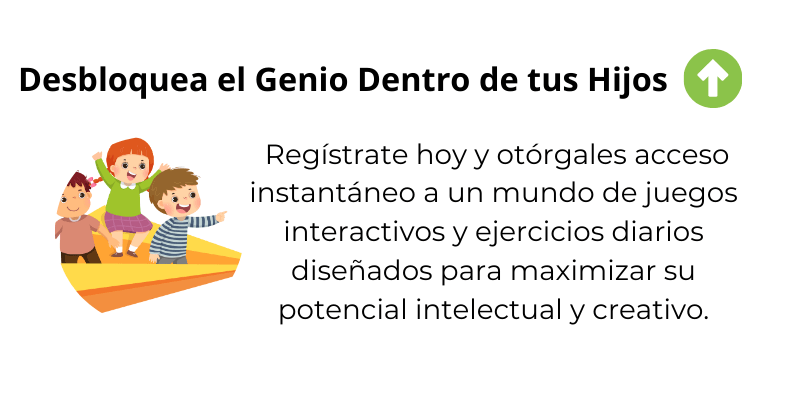 Desbloquea el Genio Dentro de tus Hijos
Regístrate hoy y otórgales acceso
instantáneo a un mundo de juegos
interactivos y ejercicios diarios
diseñados para maximizar su
potencial intelectual y creativo.